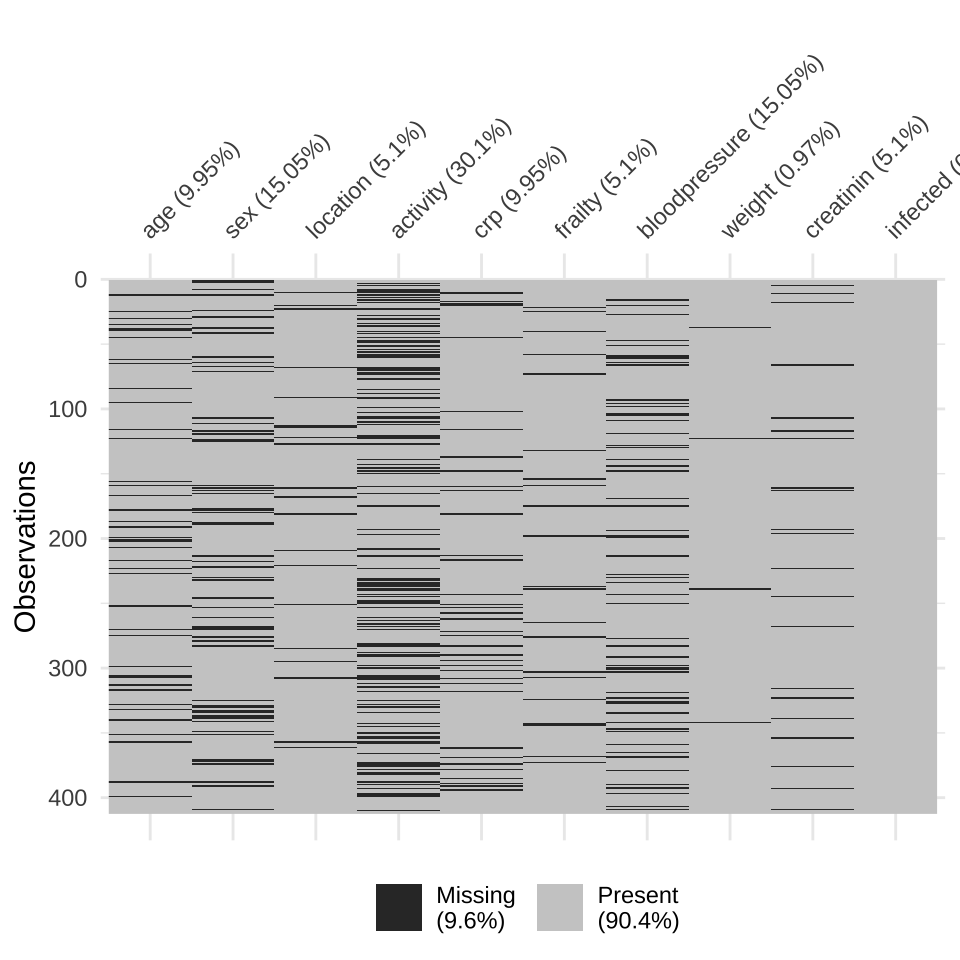 age (9.95%)
sex (15.05%)
location (5.1%)
activity (30.1%)
crp (9.95%)
frailty (5.1%)
bloodpressure (15.05%)
weight (0.97%)
creatinin (5.1%)
infected (
Observations
0
100
200
300
400
Missing
(9.6%)
Present
(90.4%)